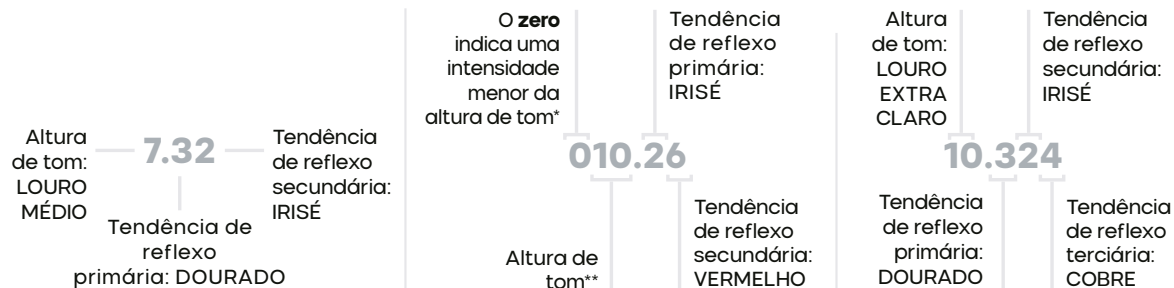 Altura
de tom:
LOURO
MÉDIO
7.32
Tendência
de reflexo
secundária:
IRISÉ
Tendência de
reflexo
primária: DOURADO
O zero
indica uma
intensidade
menor da
altura de tom*
Tendência
de reflexo
primária:
IRISÉ
010.26
Altura de
tom**
Tendência
de reflexo
secundária:
VERMELHO
Altura
de tom:
LOURO
EXTRA
CLARO
Tendência
de reflexo
secundária:
IRISÉ
10.324
Tendência
de reflexo
primária:
DOURADO
Tendência
de reflexo
terciária:
COBRE